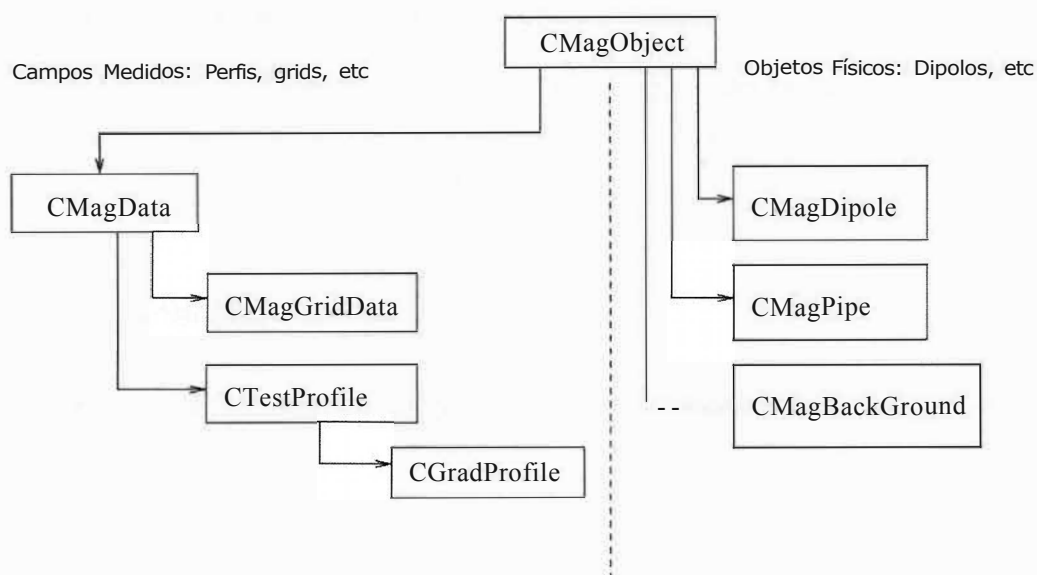 CMagObject
Campos Medidos: Perfis, grids, etc
Objetos Físicos: Dipolos, etc
CMagData
CMagDipole
CMagGridData
CMagPipe
CTestProfile
CMagBackGround
CGradProfile